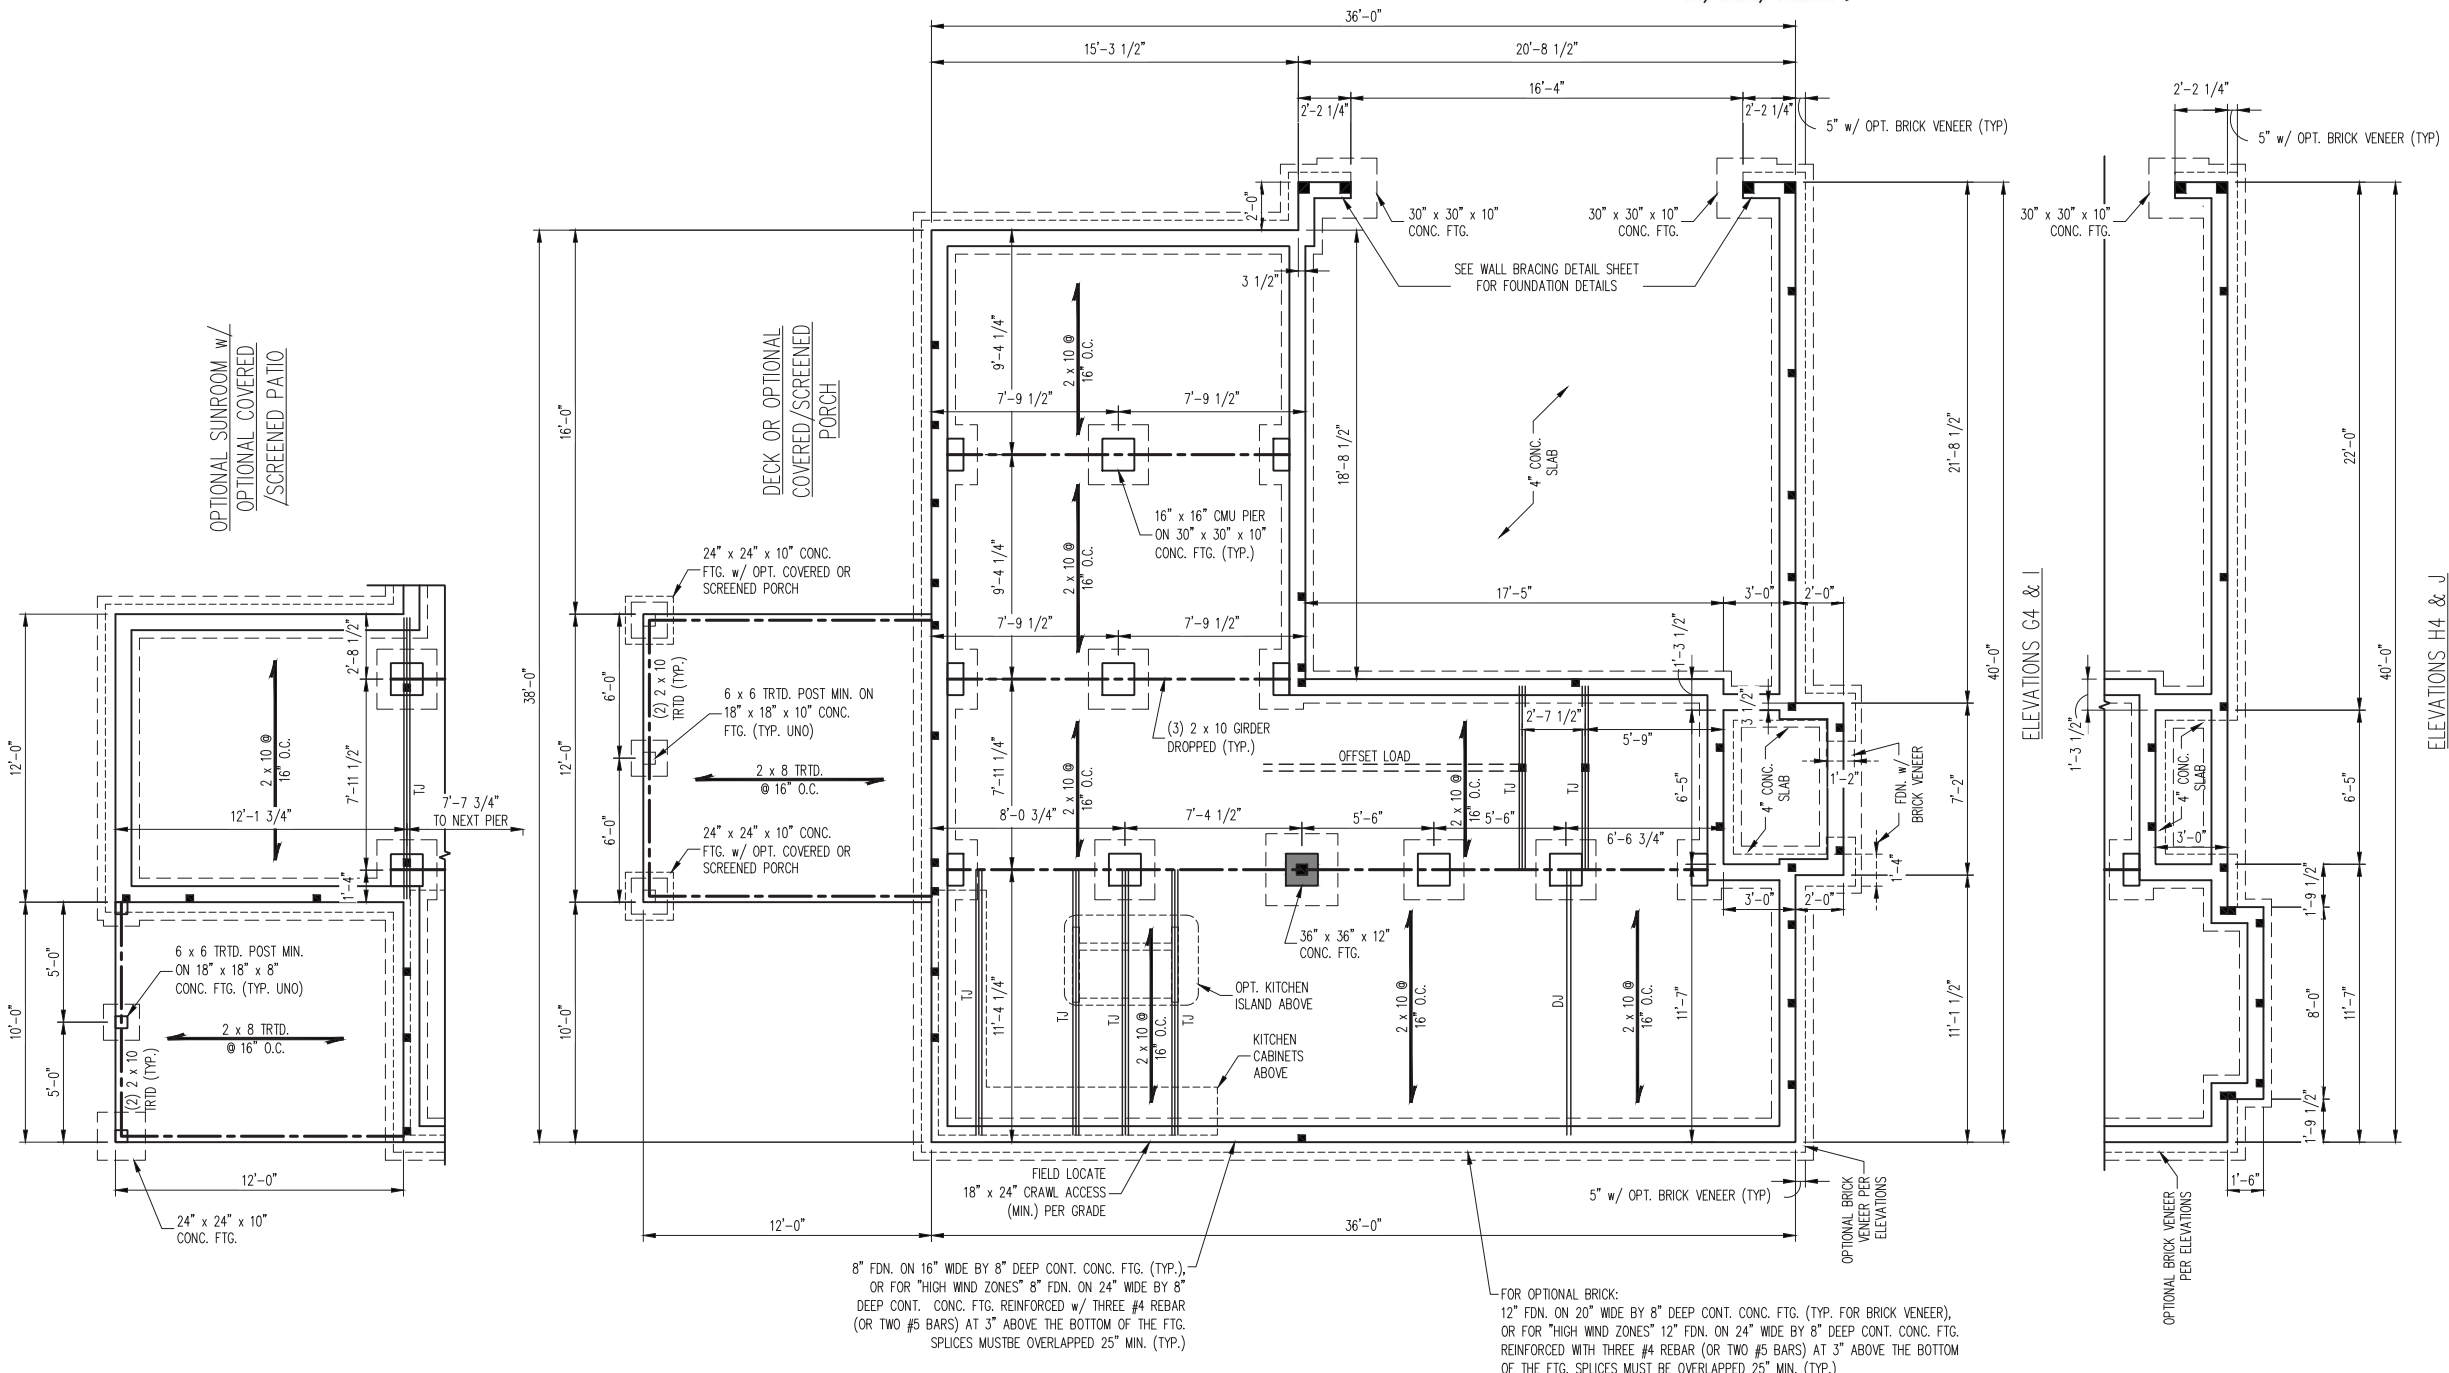 36'-0"
15'-3 1/2"
20'-8 1/2"
16'-4"
2'-2 1/4"
2'-2 1/4"
5" w/ OPT. BRICK VENEER (TYP)
2'-2 1/4"
5" w/ OPT. BRICK VENEER (TYP)
2'-0"
30" x 30" x 10"
CONC. FTG.
30" x 30" x 10"
CONC. FTG.
30" x 30" x 10"
CONC. FTG.
SEE WALL BRACING DETAIL SHEET
FOR FOUNDATION DETAILS
3 1/2"
OPTIONAL SUNROOM w/
OPTIONAL COVERED
/SCREENED PATIO
DECK OR OPTIONAL
COVERED/SCREENED
PORCH
16'-0"
38'-0"
9'-4 1/4"
2 x 10 @
16" O.C.
7'-9 1/2"
7'-9 1/2"
18'-8 1/2"
4" CONC.
SLAB
21'-8 1/2"
40'-0"
22'-0"
40'-0"
16" x 16" CMU PIER
ON 30" x 30" x 10"
CONC. FTG. (TYP.)
9'-4 1/4"
2 x 10 @
16" O.C.
24" x 24" x 10" CONC.
FTG. w/ OPT. COVERED OR
SCREENED PORCH
7'-9 1/2"
7'-9 1/2"
17'-5"
3'-0"
2'-0"
1'-3 1/2"
ELEVATIONS G4 & I
ELEVATIONS H4 & J
2'-8 1/2"
12'-0"
2 x 10 @
16" O.C.
7'-11 1/2"
12'-1 3/4"
TJ
7'-7 3/4"
TO NEXT PIER
1'-4"
12'-0"
6'-0"
(2) 2 x 10
TRTD (TYP.)
6 x 6 TRTD. POST MIN. ON
18" x 18" x 10" CONC.
FTG. (TYP. UNO)
2 x 8 TRTD.
@ 16" O.C.
6'-0"
24" x 24" x 10" CONC.
FTG. w/ OPT. COVERED OR
SCREENED PORCH
(3) 2 x 10 GIRDER
DROPPED (TYP.)
7'-11 1/4"
2 x 10 @
16" O.C.
OFFSET LOAD
2 x 10 @
16" O.C.
2'-7 1/2"
5'-9"
TJ
TJ
6'-5"
3 1/2"
4" CONC.
SLAB
1'-2"
FDN. w/
BRICK VENEER
7'-2"
1'-3 1/2"
4" CONC.
SLAB
3'-0"
6'-5"
8'-0 3/4"
7'-4 1/2"
5'-6"
5'-6"
6'-6 3/4"
1'-4"
3'-0"
2'-0"
1'-9 1/2"
36" x 36" x 12"
CONC. FTG.
OPT. KITCHEN
ISLAND ABOVE
KITCHEN
CABINETS
ABOVE
TJ
11'-4 1/4"
TJ
TJ
2 x 10 @
16" O.C.
TJ
2 x 10 @
16" O.C.
DJ
2 x 10 @
16" O.C.
11'-7"
11'-1 1/2"
8'-0"
11'-7"
1'-9 1/2"
1'-6"
10'-0"
5'-0"
6 x 6 TRTD. POST MIN.
ON 18" x 18" x 8"
CONC. FTG. (TYP. UNO)
2 x 8 TRTD.
@ 16" O.C.
5'-0"
(2) 2 x 10
TRTD (TYP.)
12'-0"
24" x 24" x 10"
CONC. FTG.
10'-0"
FIELD LOCATE
18" x 24" CRAWL ACCESS
(MIN.) PER GRADE
5" w/ OPT. BRICK VENEER (TYP)
OPTIONAL BRICK
VENEER PER
ELEVATIONS
OPTIONAL BRICK VENEER
PER ELEVATIONS
12'-0"
36'-0"
8" FDN. ON 16" WIDE BY 8" DEEP CONT. CONC. FTG. (TYP.),
OR FOR "HIGH WIND ZONES" 8" FDN. ON 24" WIDE BY 8"
DEEP CONT. CONC. FTG. REINFORCED w/ THREE #4 REBAR
(OR TWO #5 BARS) AT 3" ABOVE THE BOTTOM OF THE FTG.
SPLICES MUSTBE OVERLAPPED 25" MIN. (TYP.)
FOR OPTIONAL BRICK:
12" FDN. ON 20" WIDE BY 8" DEEP CONT. CONC. FTG. (TYP. FOR BRICK VENEER),
OR FOR "HIGH WIND ZONES" 12" FDN. ON 24" WIDE BY 8" DEEP CONT. CONC. FTG.
REINFORCED WITH THREE #4 REBAR (OR TWO #5 BARS) AT 3" ABOVE THE BOTTOM
OF THE FTG. SPLICES MUST BE OVERLAPPED 25" MIN. (TYP.)